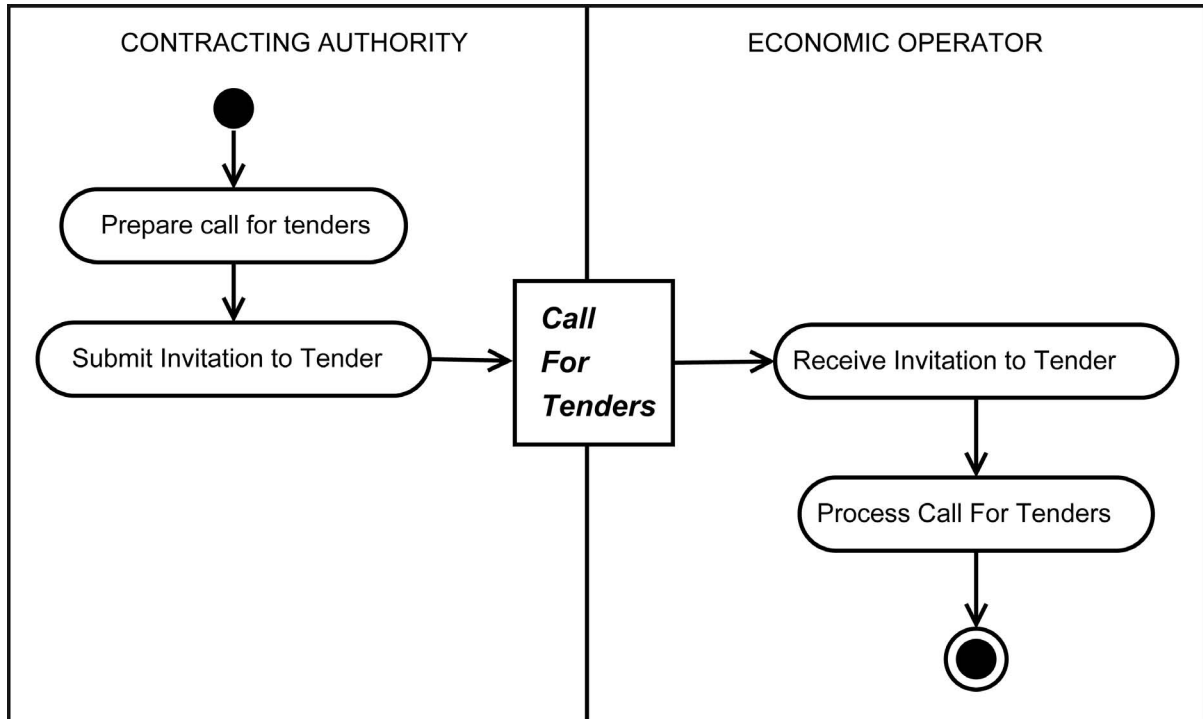 CONTRACTING AUTHORITY
ECONOMIC OPERATOR
Prepare call for tenders
Submit Invitation to Tender
Call
For
Tenders
Receive Invitation to Tender
Process Call For Tenders